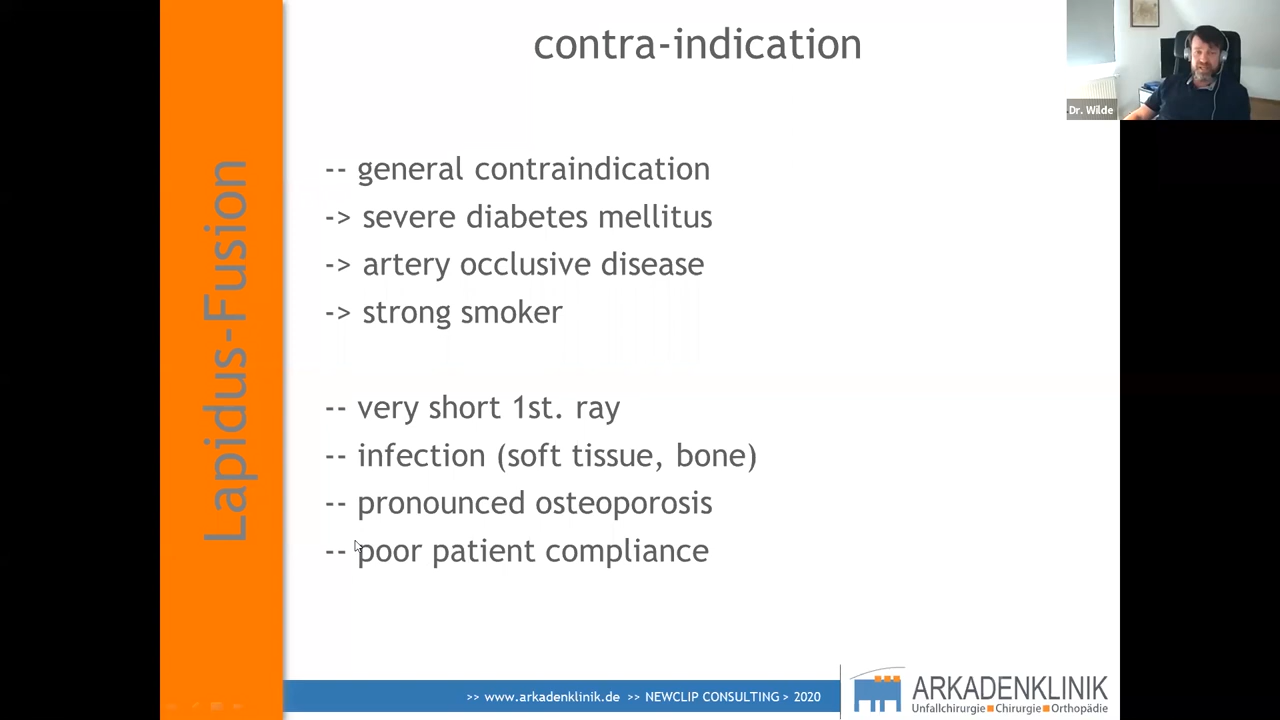 contra-indication
Dr. Wilde
Lapidus-Fusion
-- general contraindication
-> severe diabetes mellitus
-> artery occlusive disease
-> strong smoker
-- very short 1st. ray
-- infection (soft tissue, bone)
-- pronounced osteoporosis
-- poor patient compliance
>> www.arkadenklinik.de >> NEWCLIP CONSULTING > 2020
ARKADENKLINIK
Unfallchirurgie ■ Chirurgie ■ Orthopädie